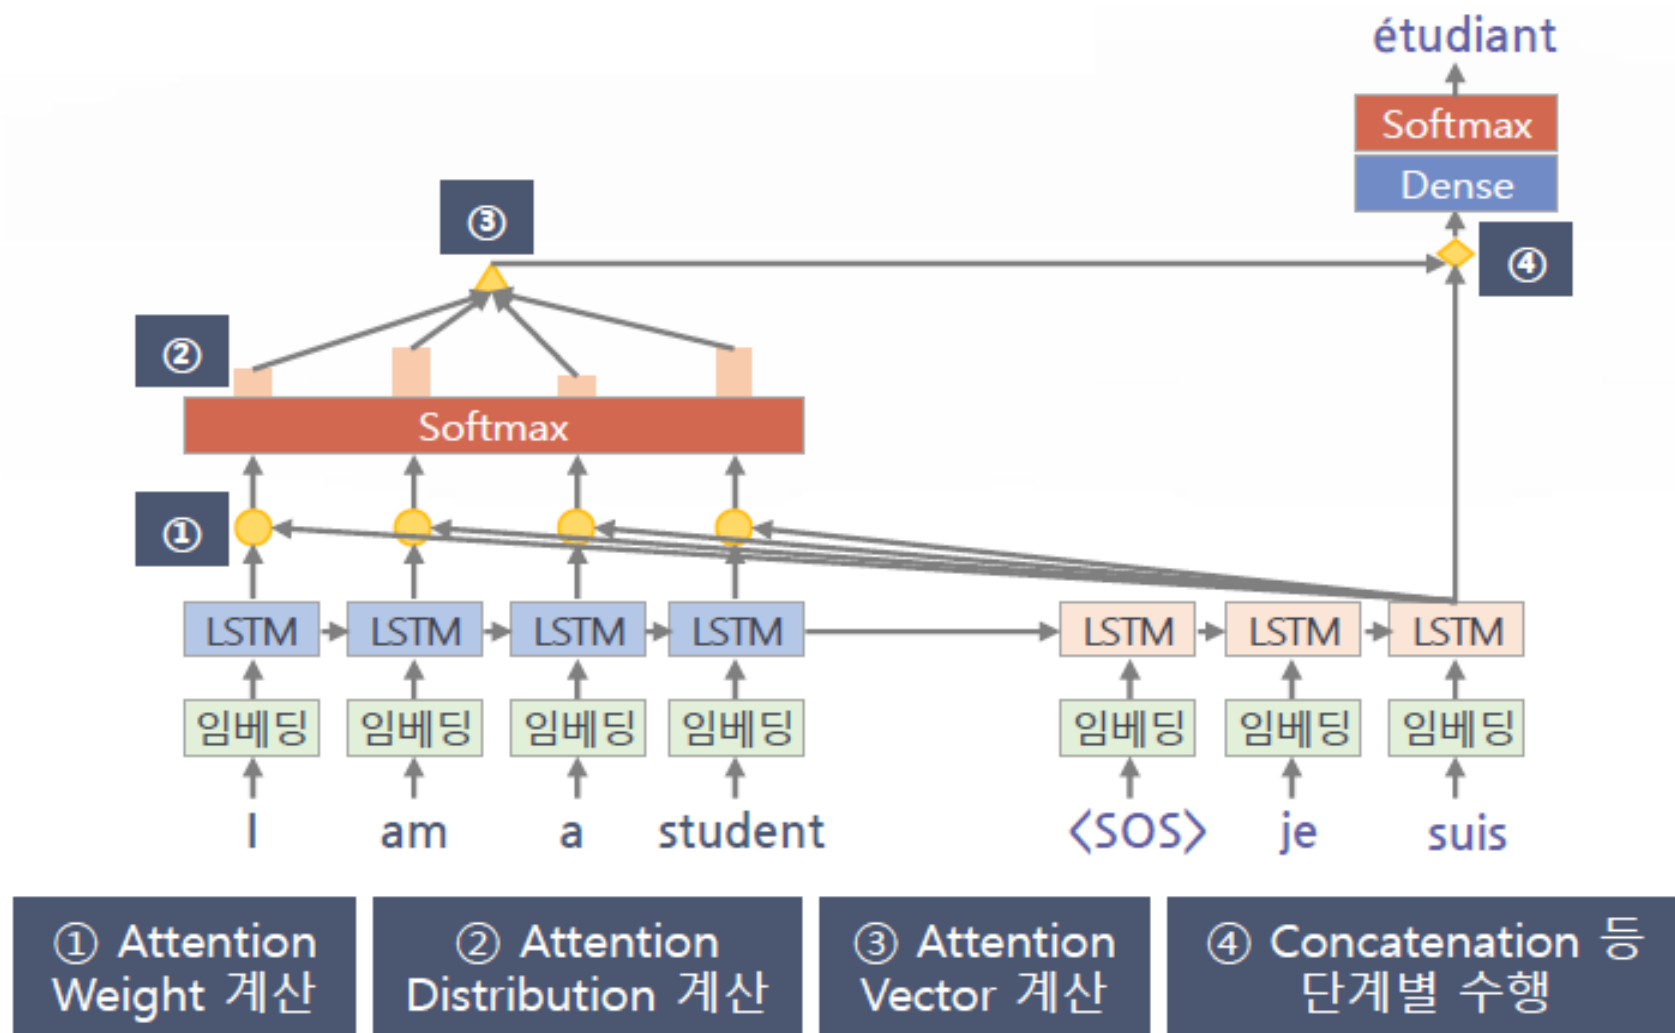 étudiant
Softmax
Dense
③
④
②
Softmax
①
LSTM LSTM LSTM LSTM LSTM LSTM LSTM
임베딩 임베딩 임베딩 임베딩 임베딩 임베딩 임베딩
I am a student <SOS> je suis
① Attention
Weight 계산
② Attention
Distribution 계산
③ Attention
Vector 계산
④ Concatenation 등
단계별 수행